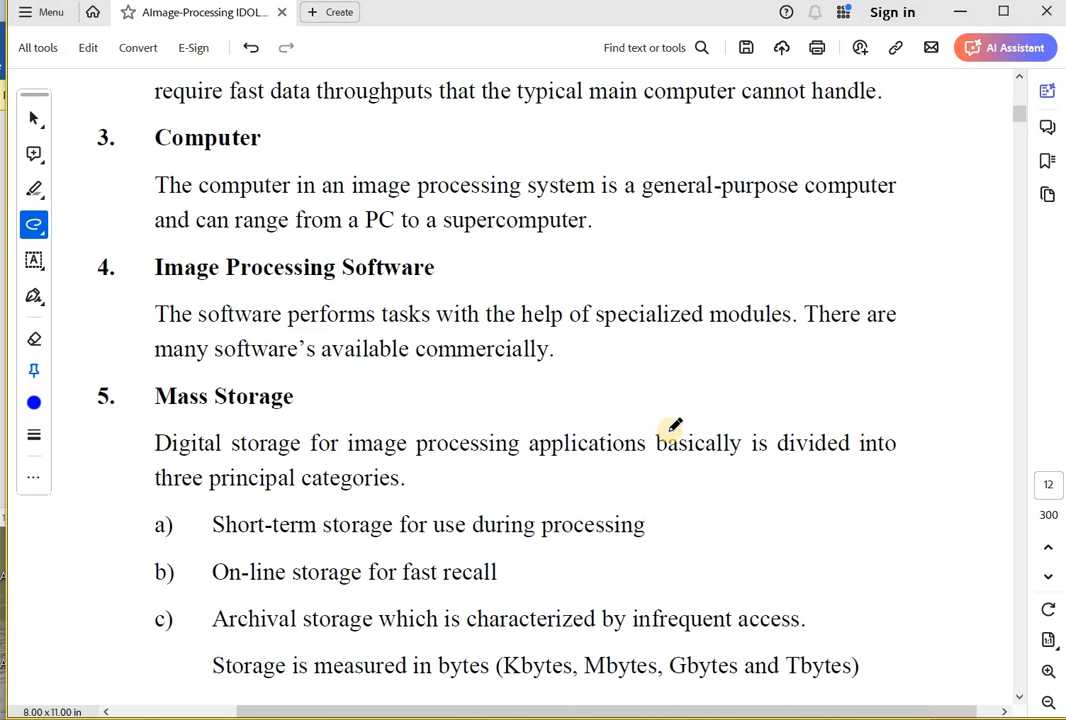 Menu
AImage-Processing IDOL...
Create
Sign in
All tools
Edit
Convert
E-Sign
Find text or tools
AI Assistant
require fast data throughputs that the typical main computer cannot handle.
3. Computer
The computer in an image processing system is a general-purpose computer
and can range from a PC to a supercomputer.
4. Image Processing Software
The software performs tasks with the help of specialized modules. There are
many software’s available commercially.
5. Mass Storage
Digital storage for image processing applications basically is divided into
three principal categories.
a) Short-term storage for use during processing
b) On-line storage for fast recall
c) Archival storage which is characterized by infrequent access.
Storage is measured in bytes (Kbytes, Mbytes, Gbytes and Tbytes)
12
300
8.00 x 11.00 in